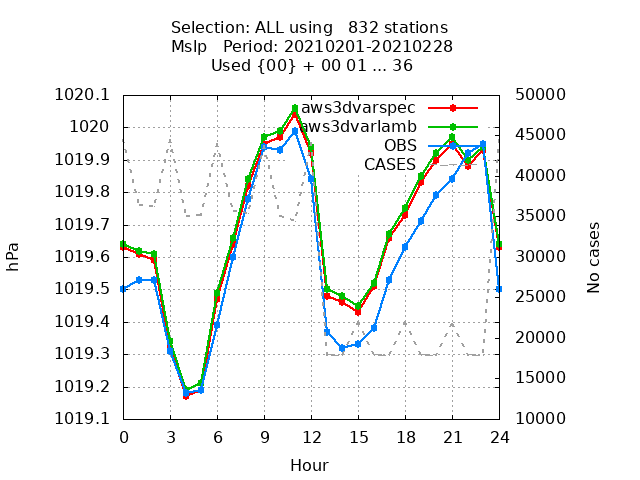 Selection: ALL using   832 stations
Mslp   Period: 20210201-20210228
Used {00} + 00 01 ... 36
1020.1
1020
1019.9
1019.8
1019.7
1019.6
1019.5
1019.4
1019.3
1019.2
1019.1
hPa
aws3dvarspec
aws3dvarlamb
OBS
CASES
50000
45000
40000
35000
30000
25000
20000
15000
10000
No cases
0 3 6 9 12 15 18 21 24
Hour